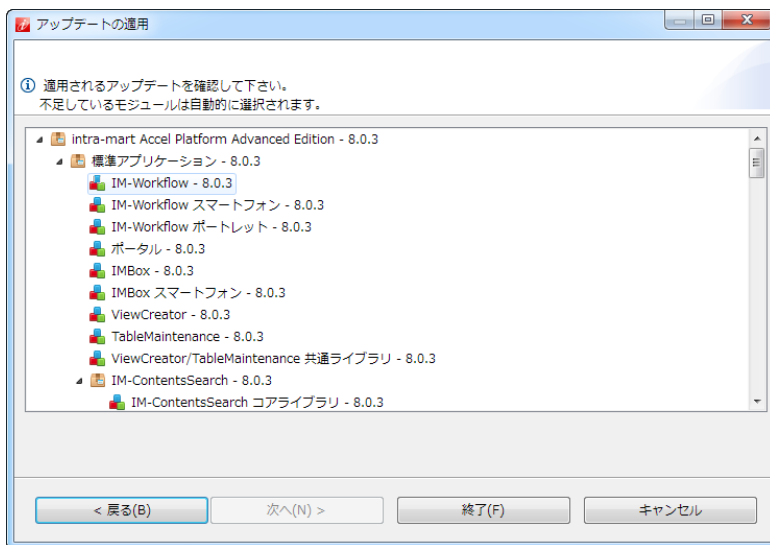 アップデートの適用
適用されるアップデートを確認して下さい。
不足しているモジュールは自動的に選択されます。
intra-mart Accel Platform Advanced Edition - 8.0.3
標準アプリケーション - 8.0.3
IM-Workflow - 8.0.3
IM-Workflow スマートフォン - 8.0.3
IM-Workflow ポートレット - 8.0.3
ポータル - 8.0.3
IMBox - 8.0.3
IMBox スマートフォン - 8.0.3
ViewCreator - 8.0.3
TableMaintenance - 8.0.3
ViewCreator/TableMaintenance 共通ライブラリ - 8.0.3
IM-ContentsSearch - 8.0.3
IM-ContentsSearch コアライブラリ - 8.0.3
< 戻る(B) 次へ(N) > 終了(F) キャンセル